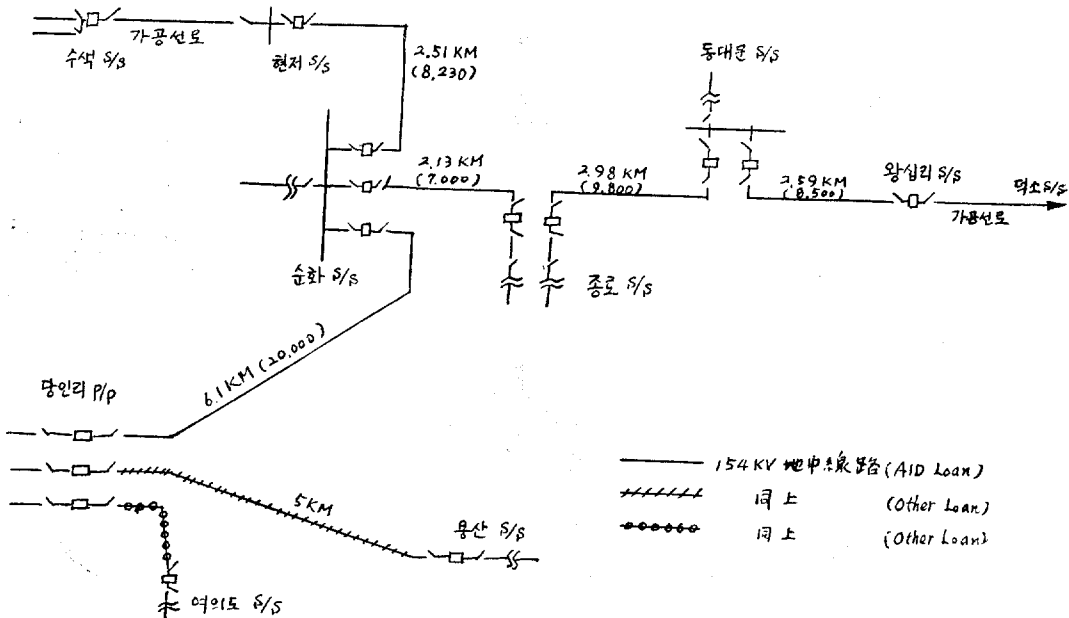 수색 S/S
가공선로
현저 S/S
2.51 KM
(8,230)
동대문 S/S
2.13 KM
(7.000)
2.98 KM
(9.800)
2.59 KM
(8,500)
왕십리 S/S
덕소 S/S
가공선로
순화 S/S
종로 S/S
6.1 KM (20,000)
당인리 P/P
5 KM
용산 S/S
여의도 S/S
154 KV 地中線路 (AID Loan)
同上 (Other Loan)
同上 (Other Loan)